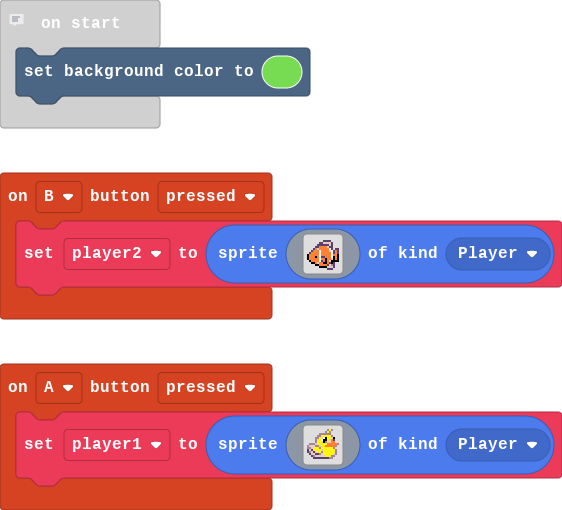 on start
set background color to
on B button pressed
set player2 to sprite of kind Player
on A button pressed
set player1 to sprite of kind Player